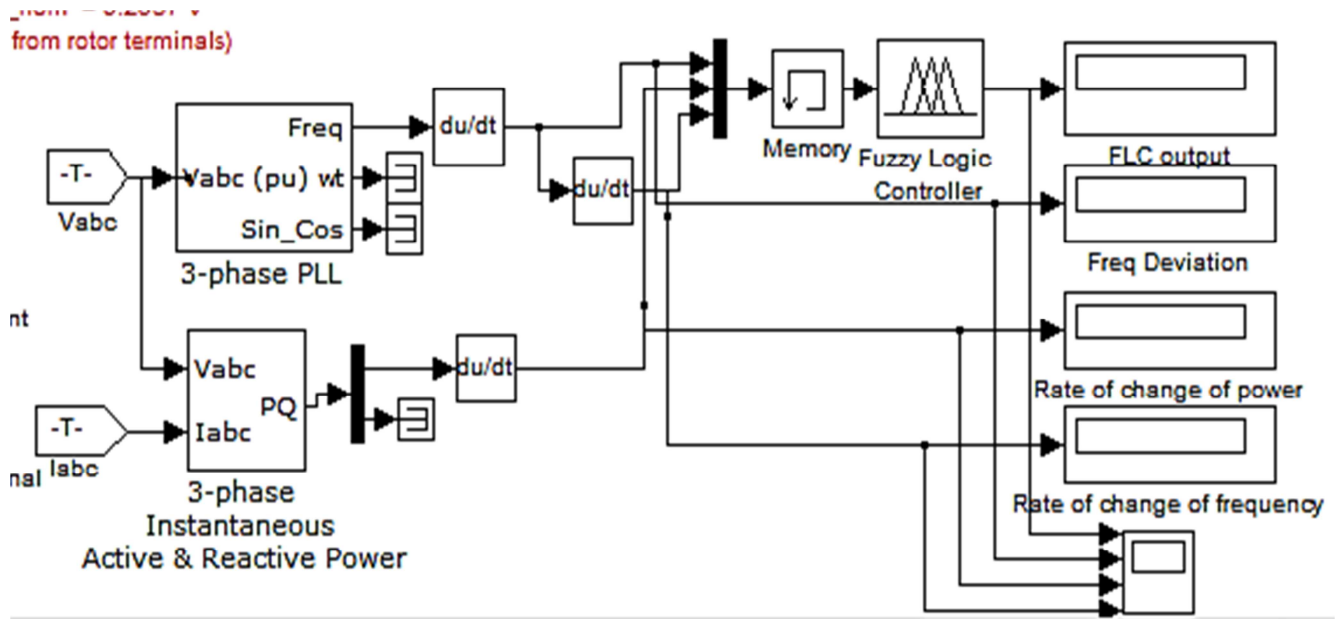 from rotor terminals)
Freq
Vabc (pu) wt
Sin_Cos
3-phase PLL
-T-
Vabc
du/dt
du/dt
Memory
Fuzzy Logic
Controller
FLC output
Freq Deviation
Rate of change of power
Rate of change of frequency
nt
Vabc
PQ
Iabc
3-phase
Instantaneous
Active & Reactive Power
-T-
Iabc
nal
du/dt